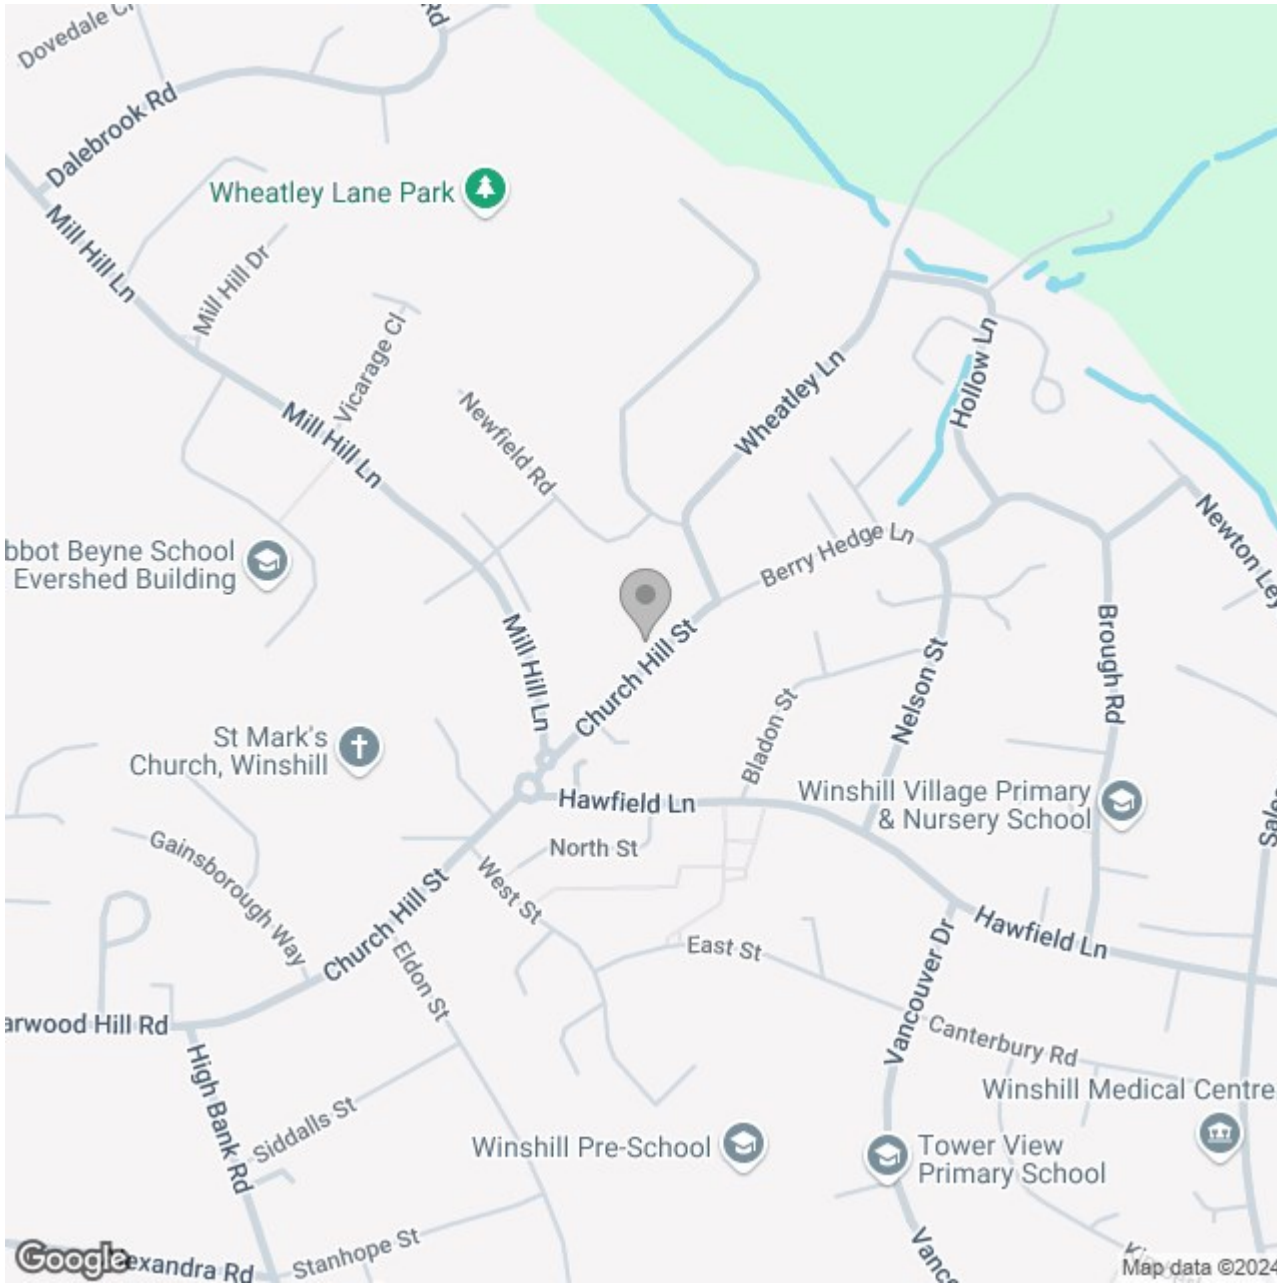 Dovedale Cl
Rd
Dalebrook Rd
Wheatley Lane Park
Mill Hill Ln
Mill Hill Dr
Vicarage Cl
Mill Hill Ln
Newfield Rd
Wheatley Ln
Hollow Ln
Newton Ley
Berry Hedge Ln
bbot Beyne School
Evershed Building
Mill Hill Ln
Church Hill St
Nelson St
Brough Rd
Bladon St
St Mark's
Church, Winshill
Hawfield Ln
Winshill Village Primary
& Nursery School
North St
Gainsborough Way
Church Hill St
West St
Eldon St
East St
Hawfield Ln
Vancouver Dr
arwood Hill Rd
Canterbury Rd
High Bank Rd
Siddalls St
Winshill Medical Centre
Winshill Pre-School
Tower View
Primary School
Stanhope St
Google
exandra Rd
Vanco
Map data ©2024